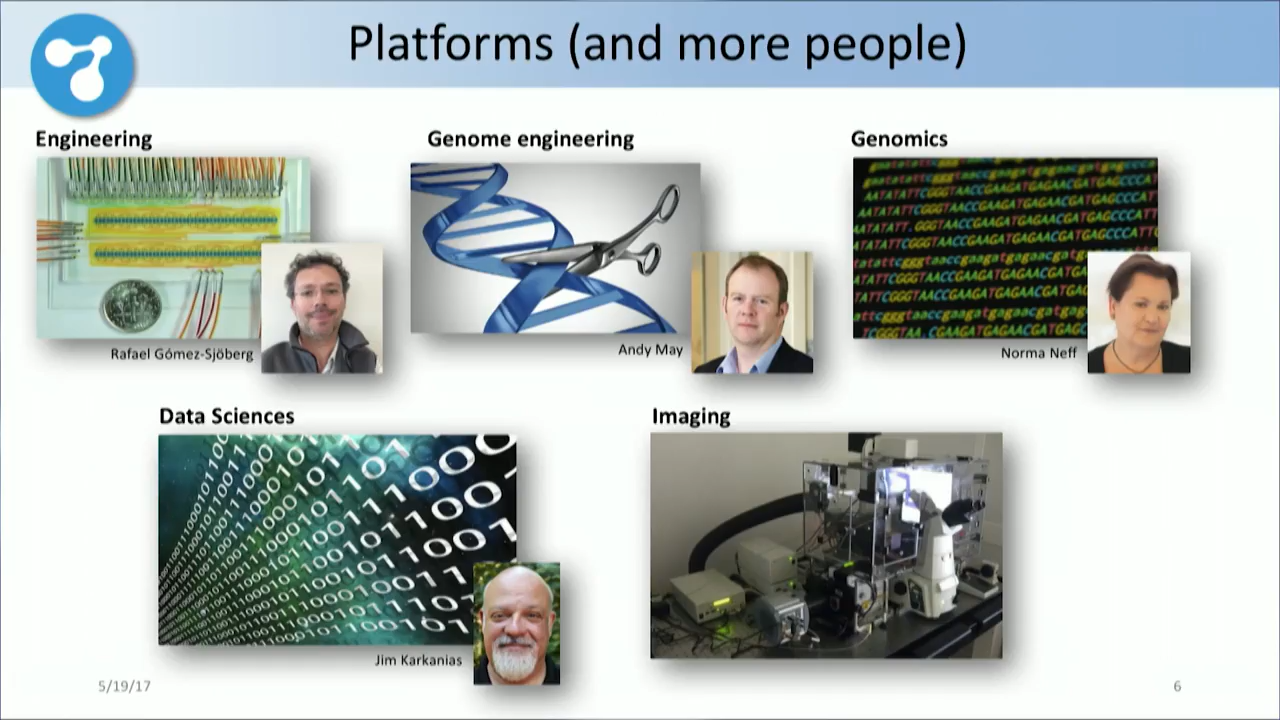 Platforms (and more people)
Engineering
Genome engineering
Genomics
Rafael Gómez-Sjöberg
Andy May
Norma Neff
Data Sciences
Imaging
Jim Karkanias
5/19/17
6